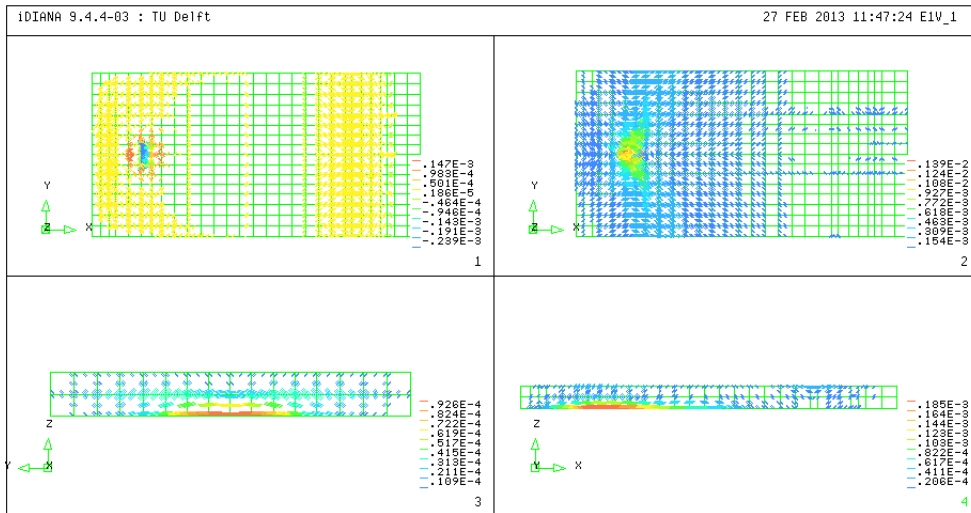 iDIANA 9.4.4-03 : TU Delft 27 FEB 2013 11:47:24 E1V_1
.147E-3
.983E-4
.501E-4
.186E-5
-.464E-4
-.946E-4
-.143E-3
-.191E-3
-.239E-3
Y
Z X
1
.139E-2
.124E-2
.108E-2
.927E-3
.772E-3
.618E-3
.463E-3
.309E-3
.154E-3
Y
Z X
2
.926E-4
.824E-4
.722E-4
.619E-4
.517E-4
.415E-4
.313E-4
.211E-4
.109E-4
Z
Y X
3
.185E-3
.164E-3
.144E-3
.123E-3
.103E-3
.822E-4
.617E-4
.411E-4
.206E-4
Z
Y X
4